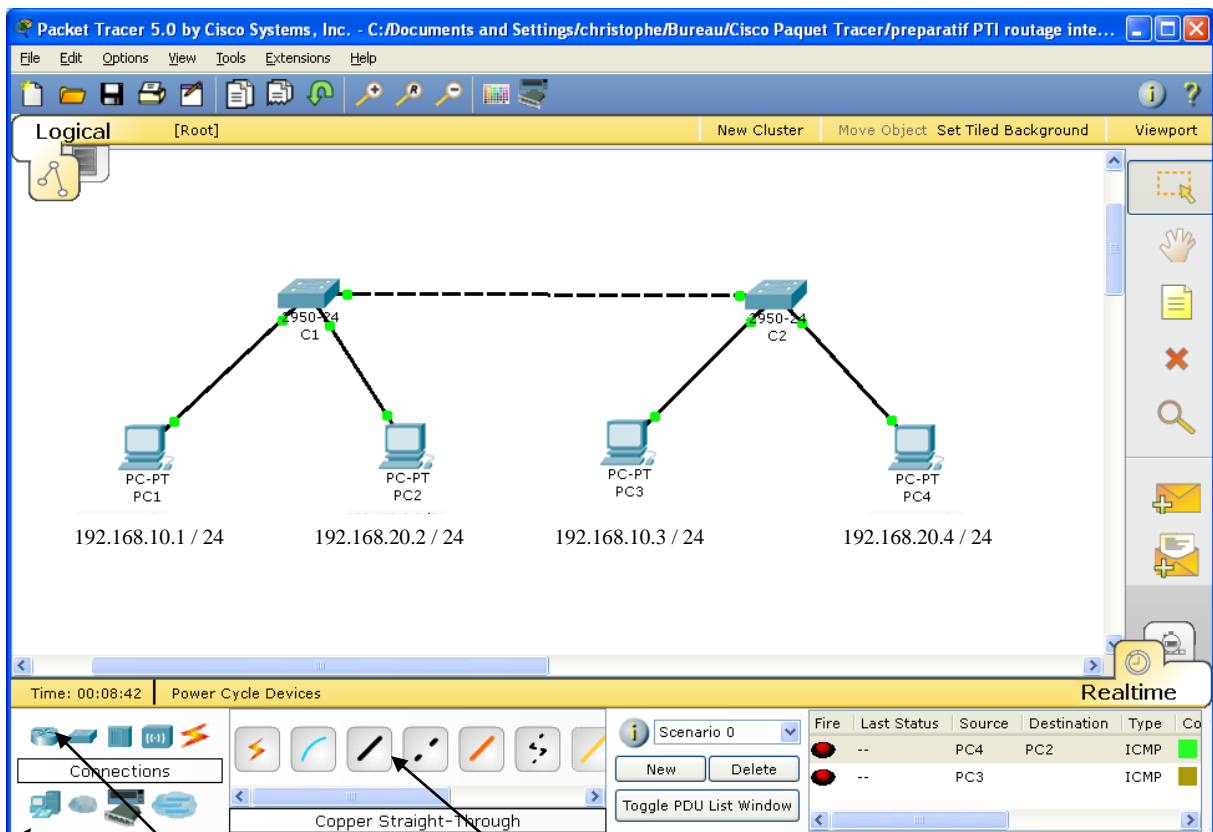 Packet Tracer 5.0 by Cisco Systems, Inc. - C:/Documents and Settings/christophe/Bureau/Cisco Paquet Tracer/preparatif PTI routage inte...
File Edit Options View Tools Extensions Help
Logical [Root] New Cluster Move Object Set Tiled Background Viewport
2950-24
C1
2950-24
C2
PC-PT
PC1
PC-PT
PC2
PC-PT
PC3
PC-PT
PC4
192.168.10.1 / 24
192.168.20.2 / 24
192.168.10.3 / 24
192.168.20.4 / 24
Time: 00:08:42 Power Cycle Devices Realtime
Connections
Copper Straight-Through
Scenario 0
New Delete
Toggle PDU List Window
Fire Last Status Source Destination Type Co
-- PC4 PC2 ICMP
-- PC3 ICMP